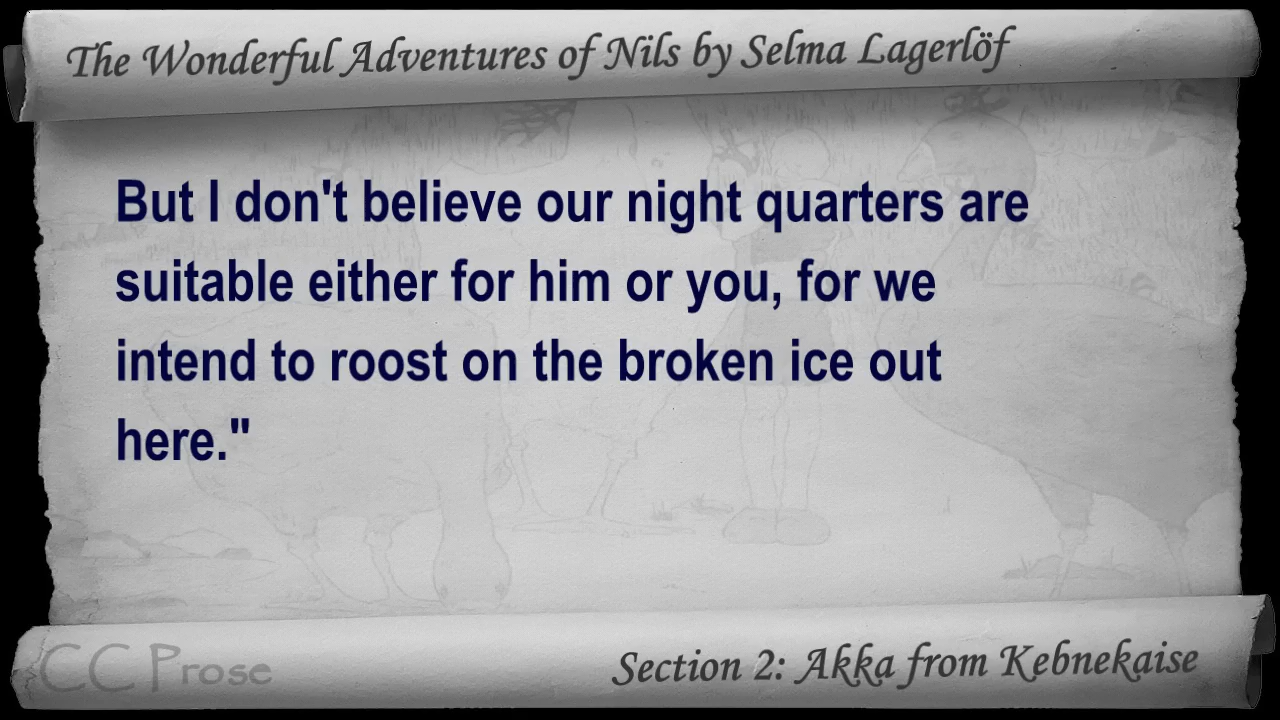 The Wonderful Adventures of Nils by Selma Lagerlöf
But I don't believe our night quarters are
suitable either for him or you, for we
intend to roost on the broken ice out
here."
CC Prose
Section 2: Akka from Kebnekaise